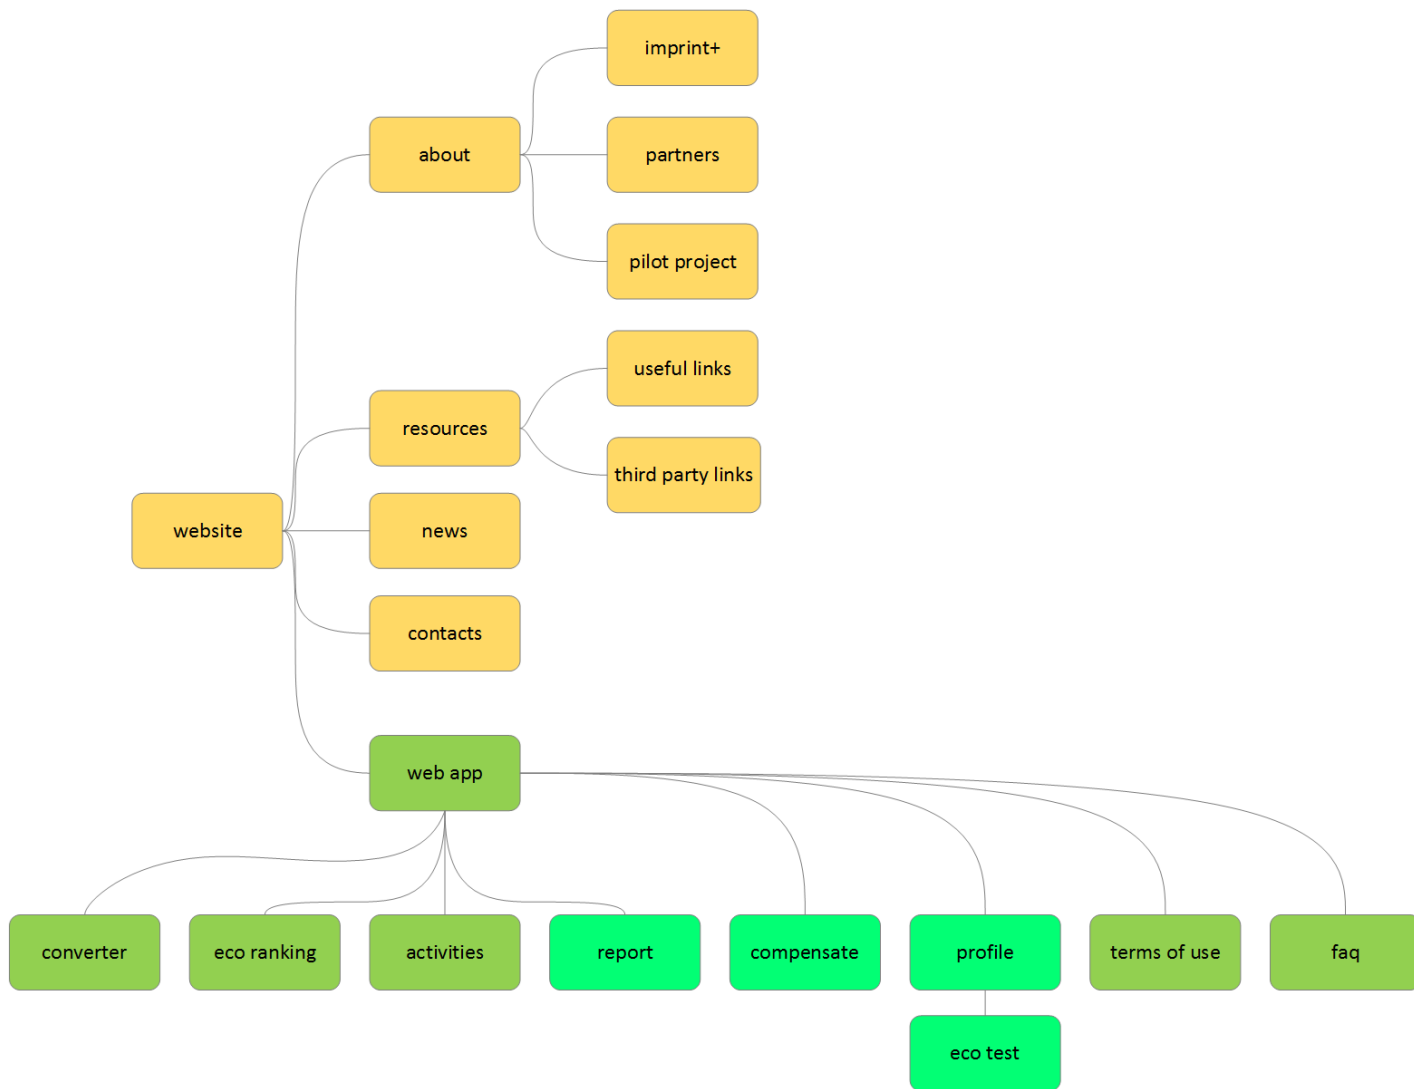 imprint+
about
partners
pilot project
useful links
resources
third party links
website
news
contacts
web app
converter
eco ranking
activities
report
compensate
profile
terms of use
faq
eco test